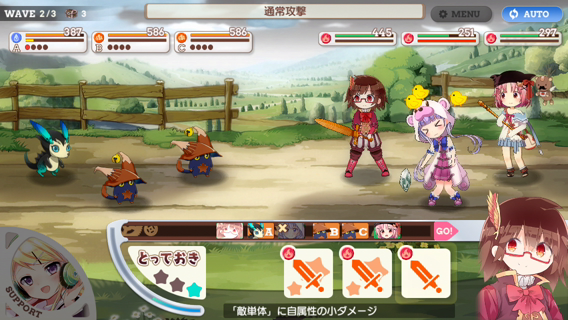 WAVE 2/3 3
通常攻撃
MENU
AUTO
387
A
586
B
586
C
445
251
297
A
B
C
GO!
とっておき
SUPPORT
「敵単体」に自属性の小ダメージ